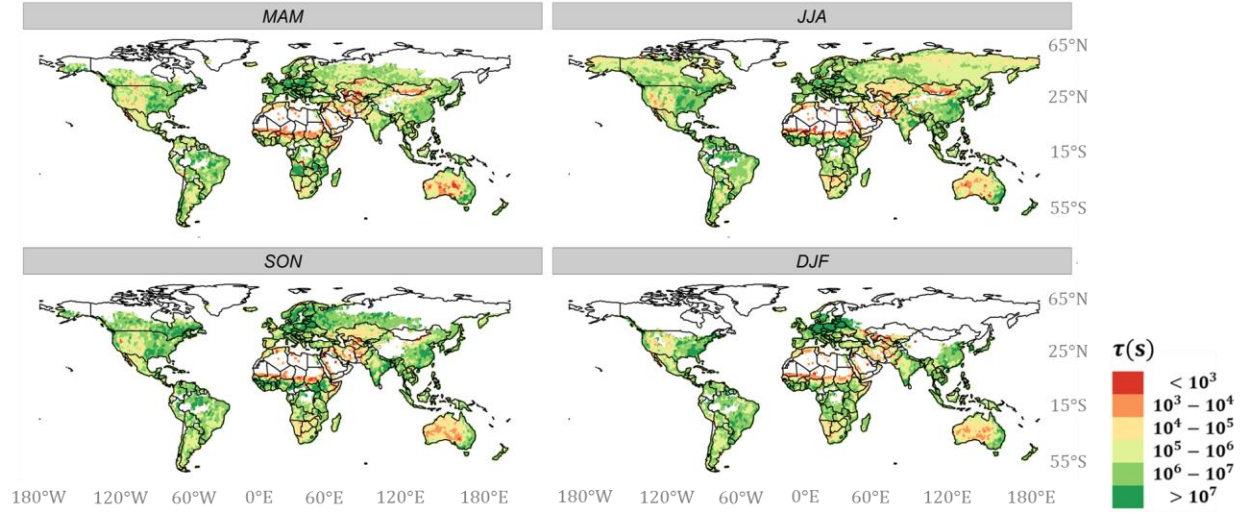 MAM
JJA
65°N
25°N
15°S
55°S
SON
DJF
65°N
25°N
15°S
55°S
180°W 120°W 60°W 0°E 60°E 120°E 180°E
180°W 120°W 60°W 0°E 60°E 120°E 180°E
τ(s)
< 10³
10³ − 10⁴
10⁴ − 10⁵
10⁵ − 10⁶
10⁶ − 10⁷
> 10⁷